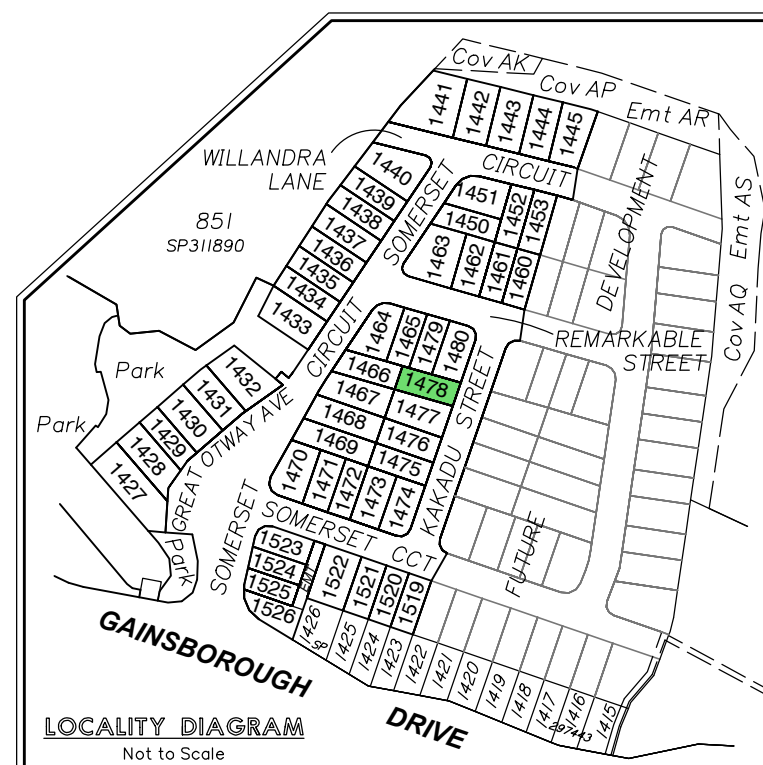 Cov AK
Cov AP
Emt AR
1441
1442
1443
1444
1445
WILLANDRA
LANE
CIRCUIT
SOMERSET
DEVELOPMENT
Emt AS
Cov AQ
851
SP311890
1440
1439
1438
1437
1436
1435
1434
1433
1451
1450
1452
1453
1463
1462
1461
1460
REMARKABLE
STREET
CIRCUIT
1464
1465
1479
1480
1466
1478
1467
1477
1468
1476
1469
1475
1470
1471
1472
1473
1474
KAKADU STREET
Park
Park
1432
1431
1430
1429
1428
1427
GREAT OTWAY AVE
Park
SOMERSET
SOMERSET CCT
FUTURE
1523
1524
1525
1526
EMT
1522
1521
1520
1519
1426
SP
1425
1424
1423
1422
1421
1420
1419
1418
1417
1416
1415
297443
GAINSBOROUGH
DRIVE
LOCALITY DIAGRAM
Not to Scale